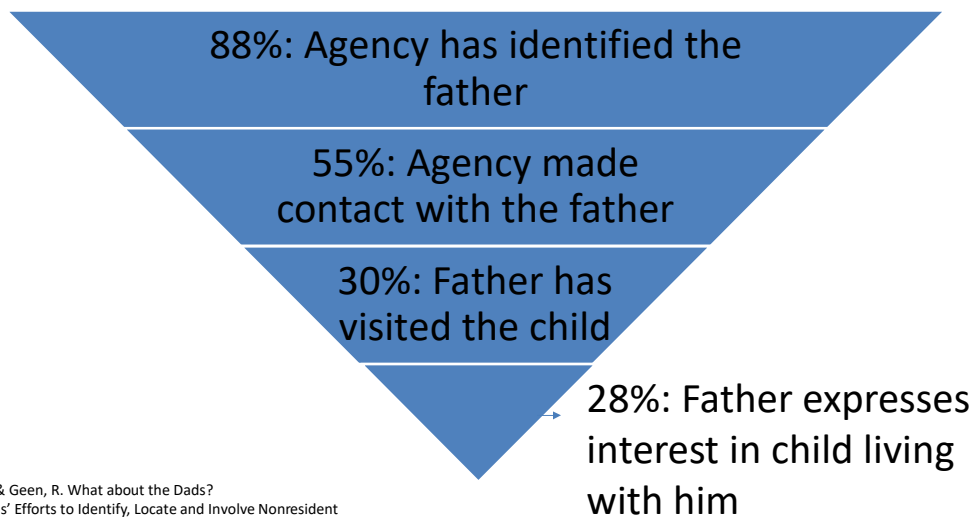 88%: Agency has identified the
father
55%: Agency made
contact with the father
30%: Father has
visited the child
28%: Father expresses
interest in child living
with him
& Geen, R. What about the Dads?
s’ Efforts to Identify, Locate and Involve Nonresident